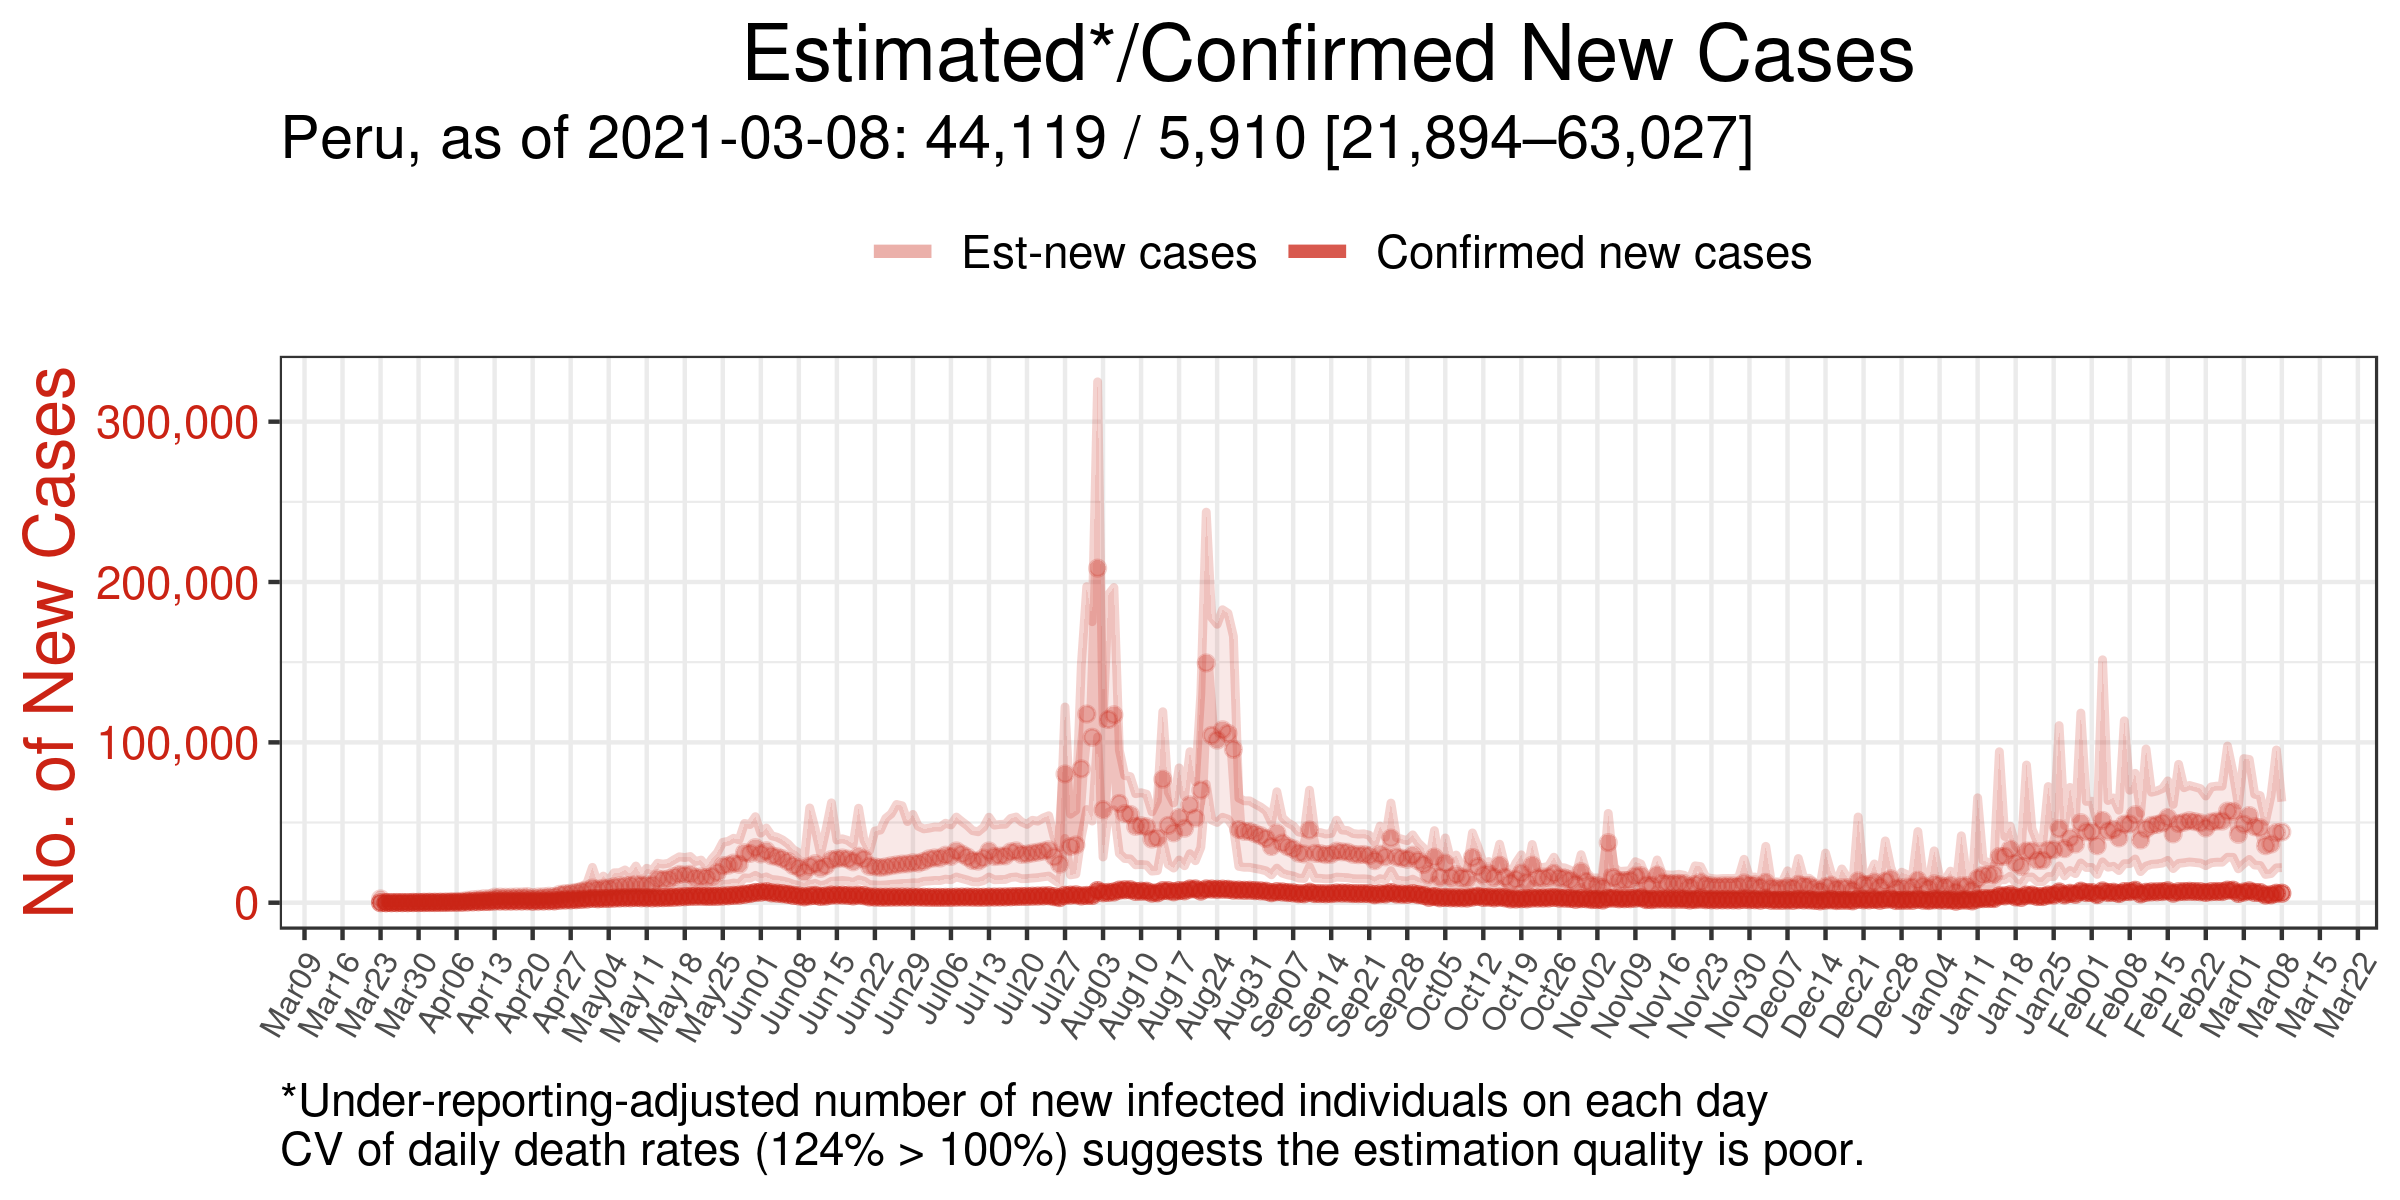 Estimated*/Confirmed New Cases
Peru, as of 2021-03-08: 44,119 / 5,910 [21,894–63,027]
Est-new cases Confirmed new cases
No. of New Cases
300,000
200,000
100,000
0
Mar09 Mar16 Mar23 Mar30 Apr06 Apr13 Apr20 Apr27 May04 May11 May18 May25 Jun01 Jun08 Jun15 Jun22 Jun29 Jul06 Jul13 Jul20 Jul27 Aug03 Aug10 Aug17 Aug24 Aug31 Sep07 Sep14 Sep21 Sep28 Oct05 Oct12 Oct19 Oct26 Nov02 Nov09 Nov16 Nov23 Nov30 Dec07 Dec14 Dec21 Dec28 Jan04 Jan11 Jan18 Jan25 Feb01 Feb08 Feb15 Feb22 Mar01 Mar08 Mar15 Mar22
*Under-reporting-adjusted number of new infected individuals on each day
CV of daily death rates (124% > 100%) suggests the estimation quality is poor.